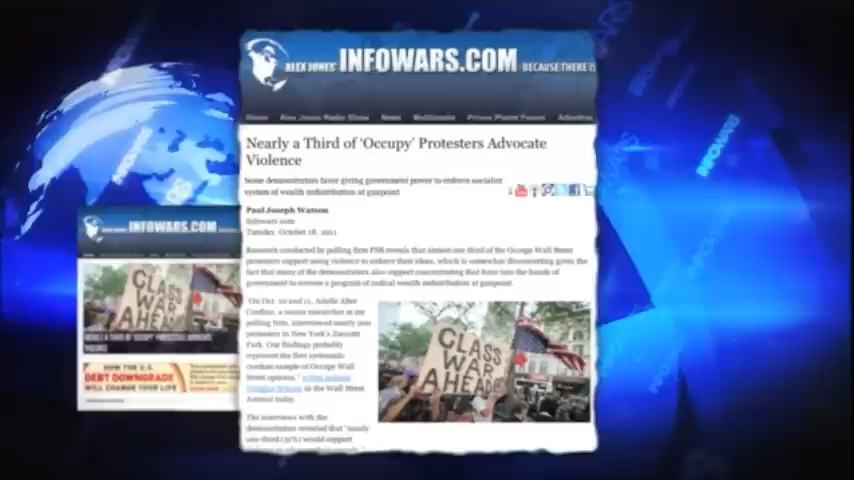 ALEX JONES' INFOWARS.COM BECAUSE THERE'S
Home Alex Jones Radio Show News Multimedia Prison Planet Forum Advertise
Nearly a Third of ‘Occupy’ Protesters Advocate
Violence
Some demonstrators favor giving government power to enforce socialist
system of wealth redistribution at gunpoint
Paul Joseph Watson
Infowars.com
Tuesday, October 18, 2011
Research conducted by polling firm PSK reveals that almost one third of the Occupy Wall Street
protesters support using violence to enforce their ideas, which is somewhat disconcerting given the
fact that many of the demonstrators also support concentrating that force into the hands of
government to oversee a program of radical wealth redistribution at gunpoint.
"On Oct. 10 and 11, Arielle Alter
Confino, a senior researcher at my
polling firm, interviewed nearly 200
protesters in New York's Zuccotti
Park. Our findings probably
represent the first systematic
random sample of Occupy Wall
Street opinion,"
in the Wall Street
Journal today.
The interviews with the
demonstrators revealed that "nearly
one-third (31%) would support
CLASS
WAR
AHEAD
INFOWARS.COM
CLASS
WAR
AHEAD
NEARLY A THIRD OF 'OCCUPY' PROTESTERS ADVOCATE
VIOLENCE
HOW THE U.S.
DEBT DOWNGRADE
WILL CHANGE YOUR LIFE
INFOWARS